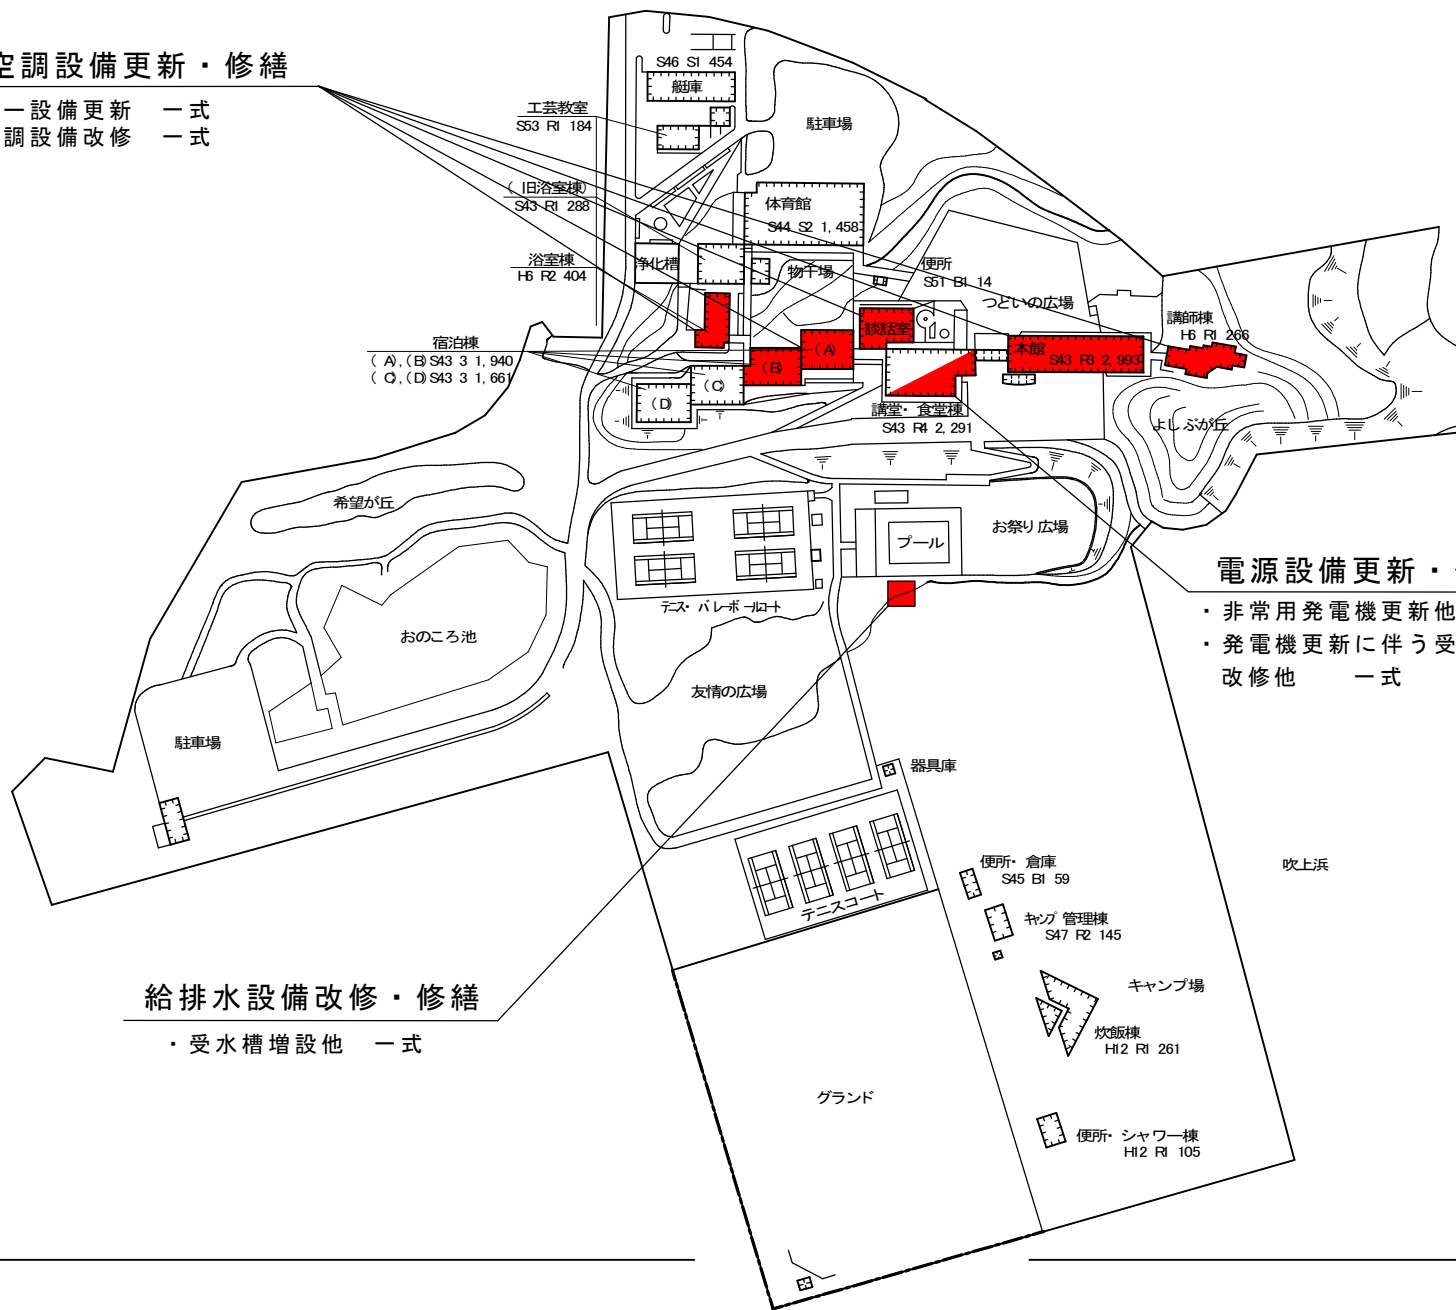 空調設備更新・修繕
ー設備更新　一式
調設備改修　一式
S46 S1 454
艇庫
工芸教室
S53 R1 184
駐車場
(旧浴室棟)
S43 R1 288
体育館
S44 S2 1,458
浴室棟
H6 R2 404
浄化槽
物干場
便所
S51 B1 14
つどいの広場
講師棟
H6 R1 266
談話室
本館
S43 R3 2,993
宿泊棟
(A),(B)S43 3 1,940
(C),(D)S43 3 1,661
(A)
(B)
(C)
(D)
講堂・食堂棟
S43 R4 2,291
よしぶが丘
希望が丘
プール
お祭り広場
電源設備更新・
・非常用発電機更新他
・発電機更新に伴う受
改修他　一式
テニス・バレーボールコート
おのころ池
友情の広場
駐車場
器具庫
便所・倉庫
S45 B1 59
テニスコート
吹上浜
キャンプ管理棟
S47 R2 145
給排水設備改修・修繕
・受水槽増設他　一式
キャンプ場
炊飯棟
H12 R1 261
グランド
便所・シャワー棟
H12 R1 105